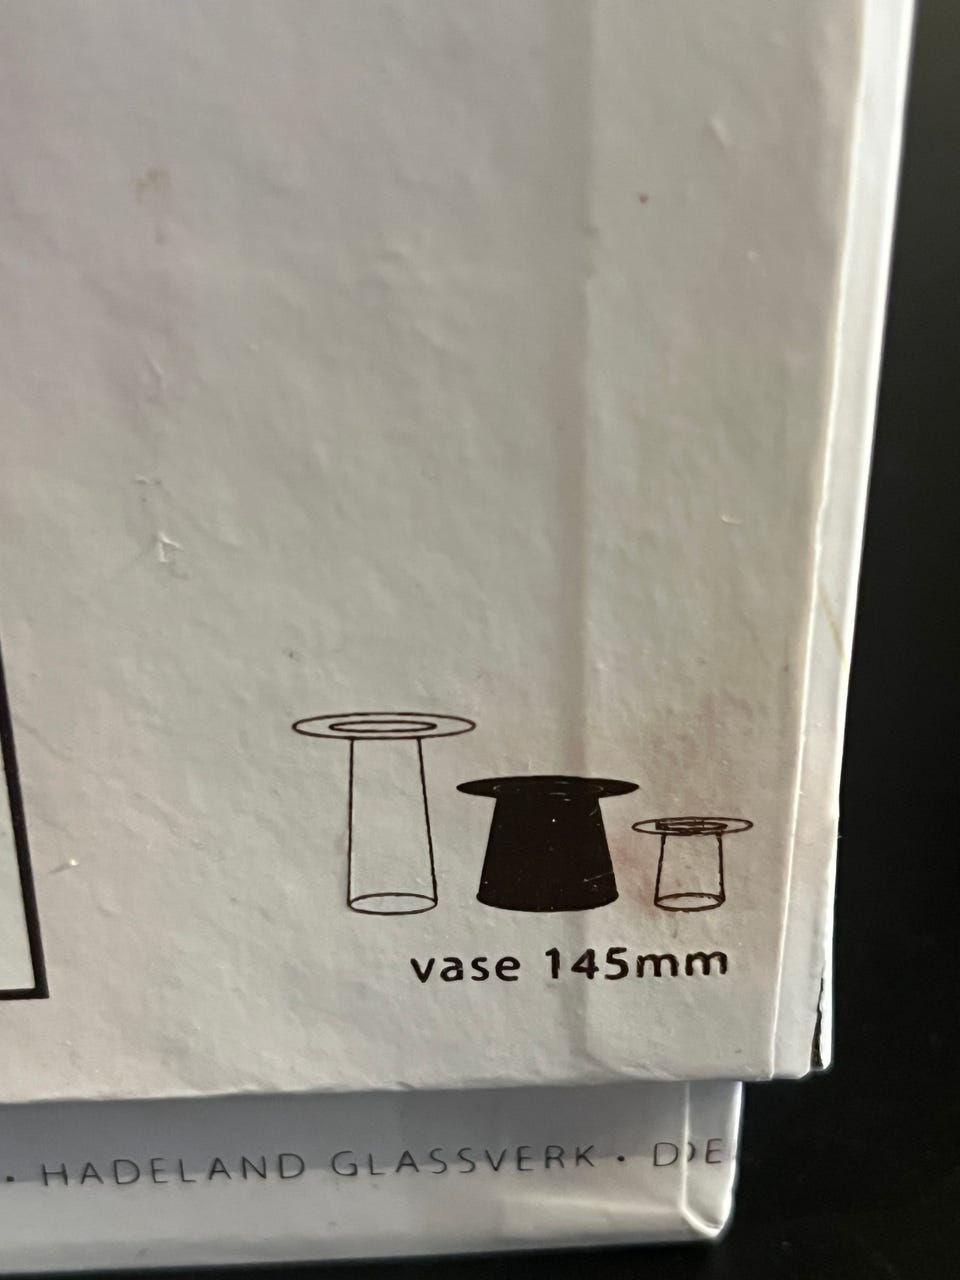 vase 145mm
· HADELAND GLASSVERK ·